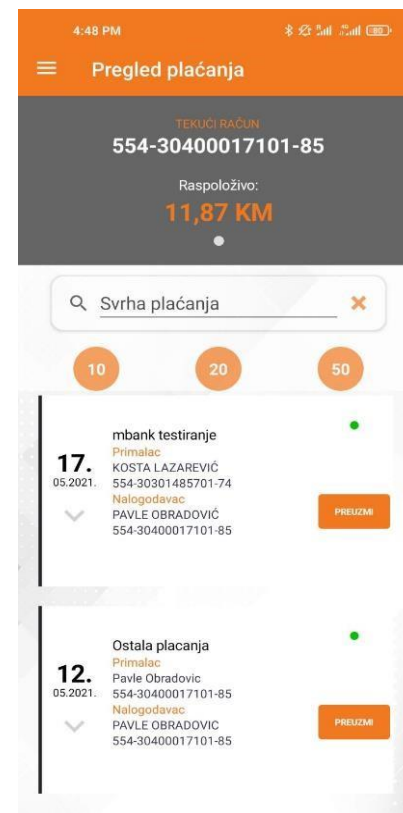 4:48 PM
80
Pregled plaćanja
TEKUĆI RAČUN
554-30400017101-85
Raspoloživo:
11,87 KM
Svrha plaćanja
10 20 50
mbank testiranje
17.
05.2021.
Primalac
KOSTA LAZAREVIĆ
554-30301485701-74
Nalogodavac
PAVLE OBRADOVIĆ
554-30400017101-85
PREUZMI
Ostala placanja
12.
05.2021.
Primalac
Pavle Obradovic
554-30400017101-85
Nalogodavac
PAVLE OBRADOVIC
554-30400017101-85
PREUZMI